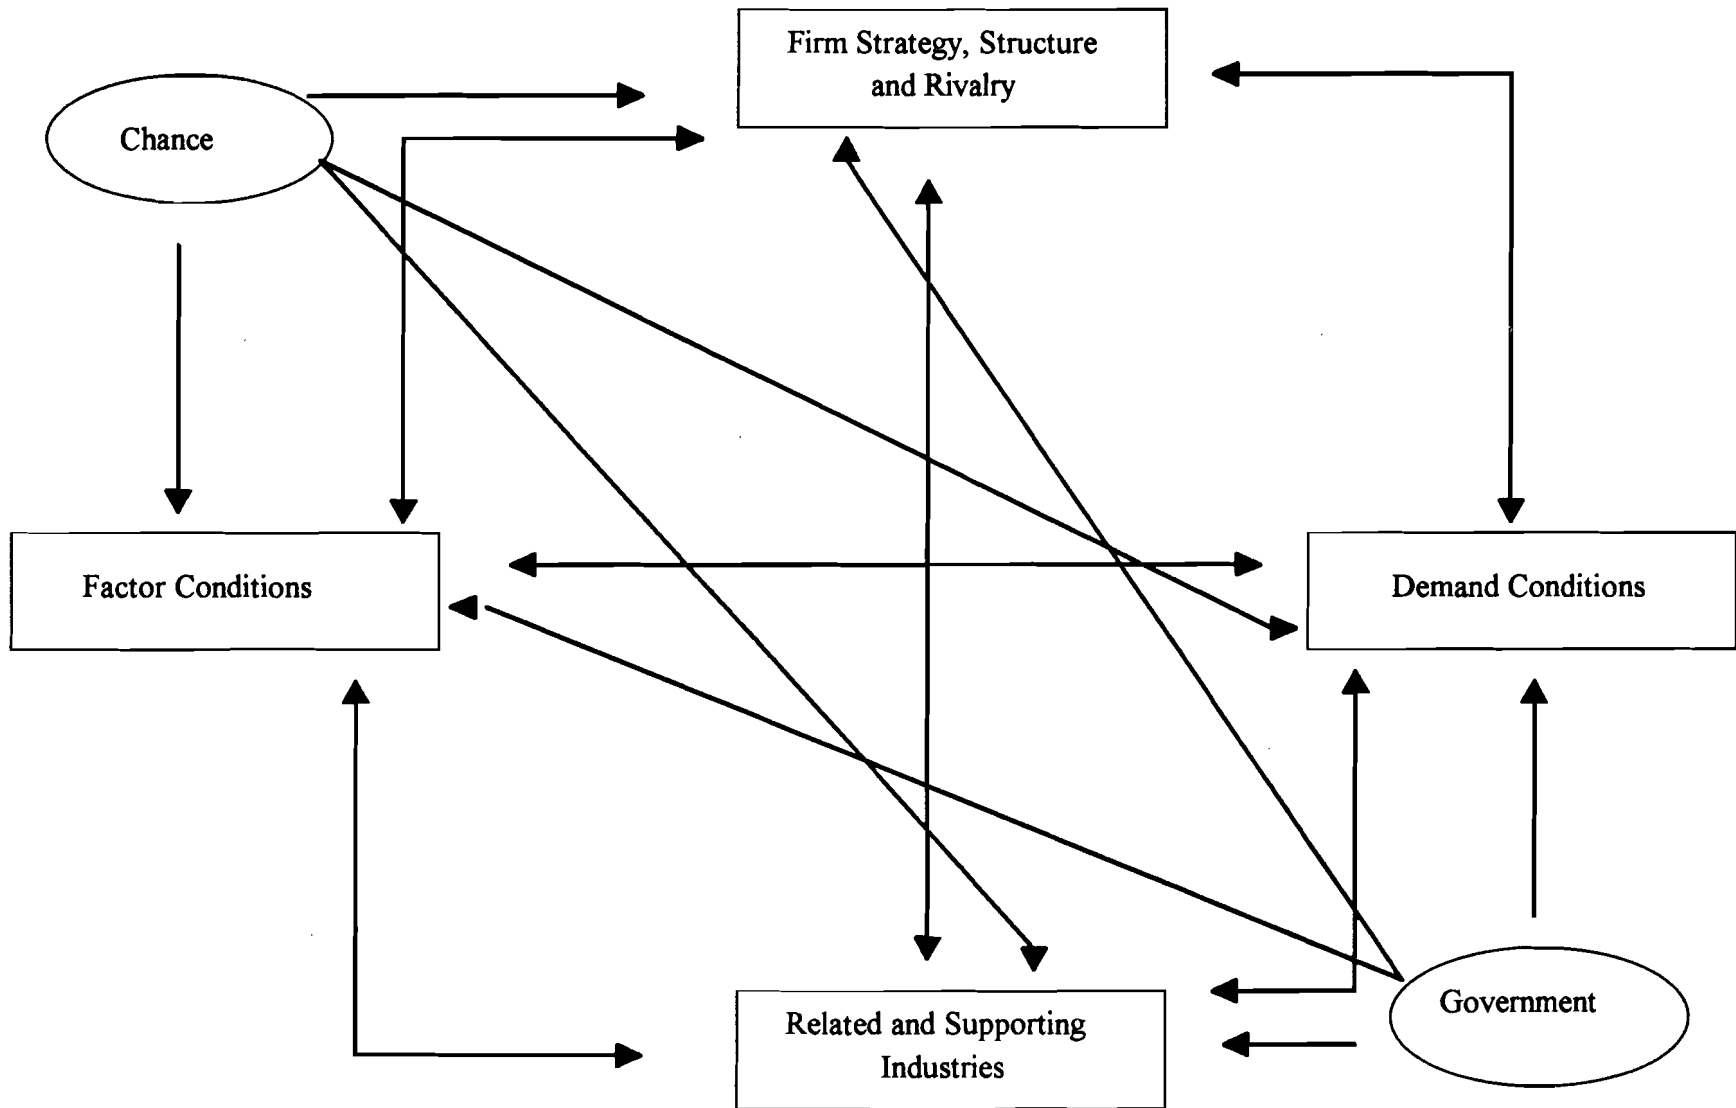 Firm Strategy, Structure
and Rivalry
Chance
Factor Conditions
Demand Conditions
Related and Supporting
Industries
Government